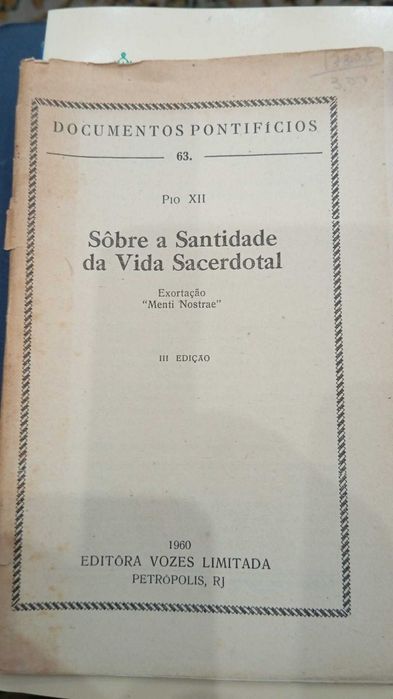 DOCUMENTOS PONTIFÍCIOS
63.
Pio XII
Sôbre a Santidade
da Vida Sacerdotal
Exortação
"Menti Nostrae"
III EDIÇÃO
1960
EDITÔRA VOZES LIMITADA
PETRÓPOLIS, RJ